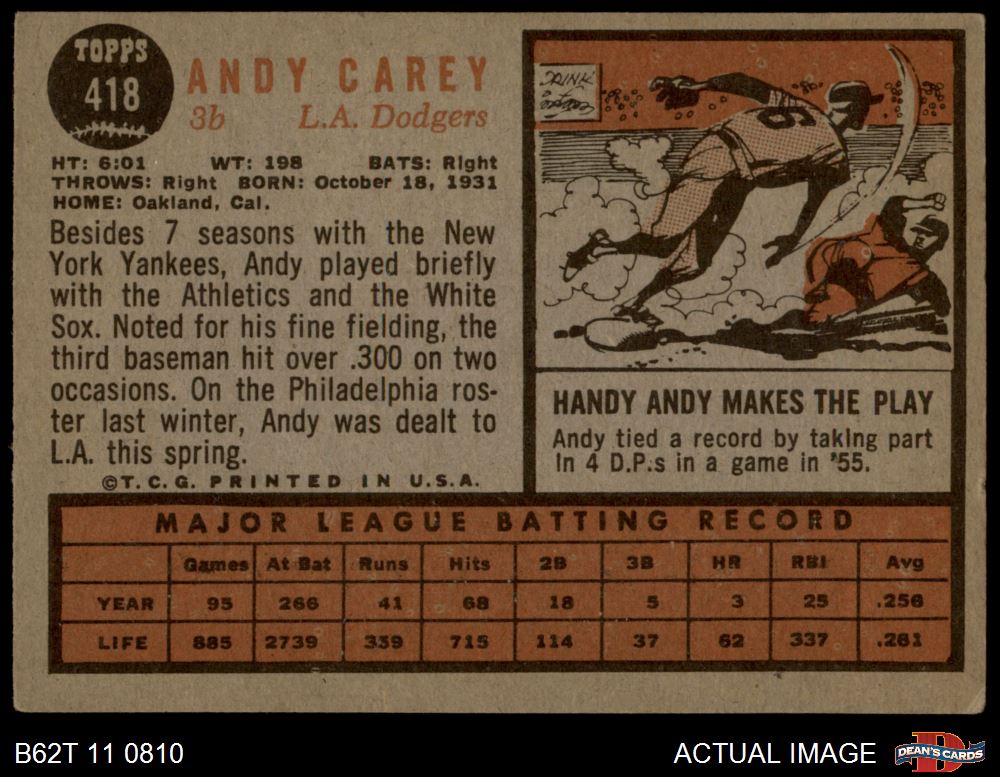 TOPPS
418
ANDY CAREY
3b L.A. Dodgers
HT: 6:01 WT: 198 BATS: Right
THROWS: Right BORN: October 18, 1931
HOME: Oakland, Cal.
Besides 7 seasons with the New
York Yankees, Andy played briefly
with the Athletics and the White
Sox. Noted for his fine fielding, the
third baseman hit over .300 on two
occasions. On the Philadelphia ros-
ter last winter, Andy was dealt to
L.A. this spring.
©T.C.G. PRINTED IN U.S.A.
DRINK
6
HANDY ANDY MAKES THE PLAY
Andy tied a record by taking part
in 4 D.P.s in a game in '55.
MAJOR LEAGUE BATTING RECORD
Games At Bat Runs Hits 2B 3B HR RBI Avg
YEAR 95 266 41 68 18 5 3 25 .256
LIFE 885 2739 359 715 114 37 62 337 .261
B62T 11 0810
ACTUAL IMAGE
D
DEAN'S CARDS